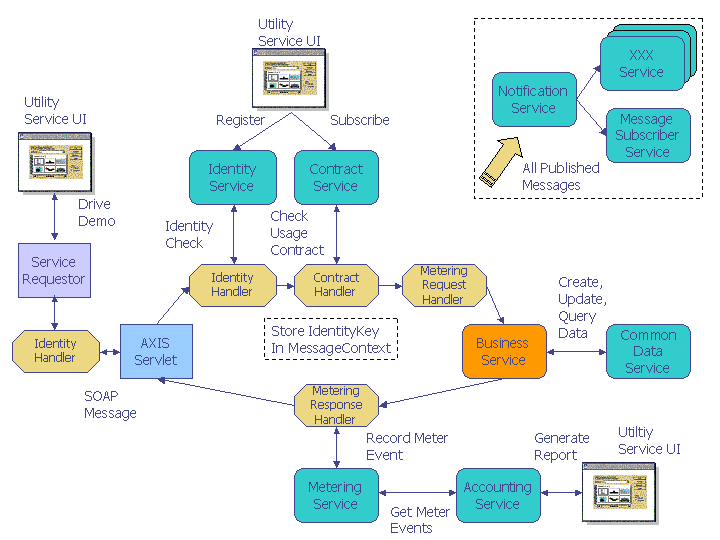 Utility
Service UI
Utility
Service UI
Register
Subscribe
XXX
Service
Notification
Service
Message
Subscriber
Service
All Published
Messages
Drive
Demo
Identity
Service
Contract
Service
Identity
Check
Check
Usage
Contract
Service
Requestor
Identity
Handler
Contract
Handler
Metering
Request
Handler
Create,
Update,
Query
Data
Store IdentityKey
In MessageContext
Identity
Handler
AXIS
Servlet
Business
Service
Common
Data
Service
SOAP
Message
Metering
Response
Handler
Record Meter
Event
Generate
Report
Utiltiy
Service UI
Metering
Service
Accounting
Service
Get Meter
Events